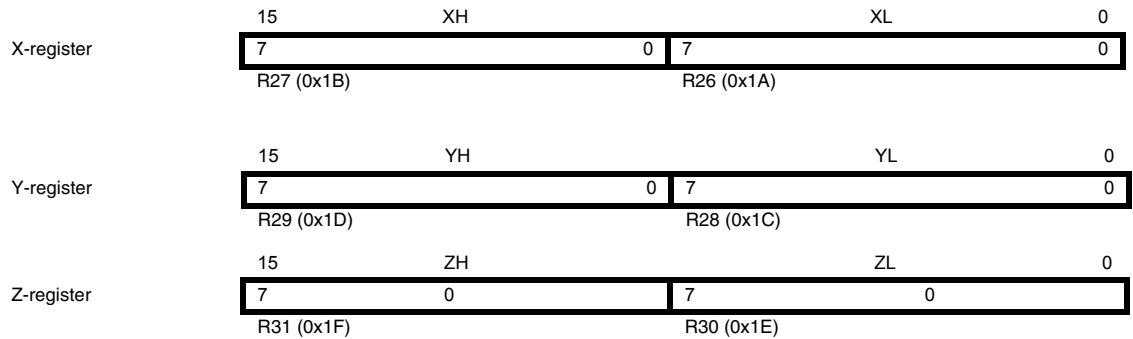 15 XH XL 0
X-register 7 0 7 0
R27 (0x1B) R26 (0x1A)
15 YH YL 0
Y-register 7 0 7 0
R29 (0x1D) R28 (0x1C)
15 ZH ZL 0
Z-register 7 0 7 0
R31 (0x1F) R30 (0x1E)